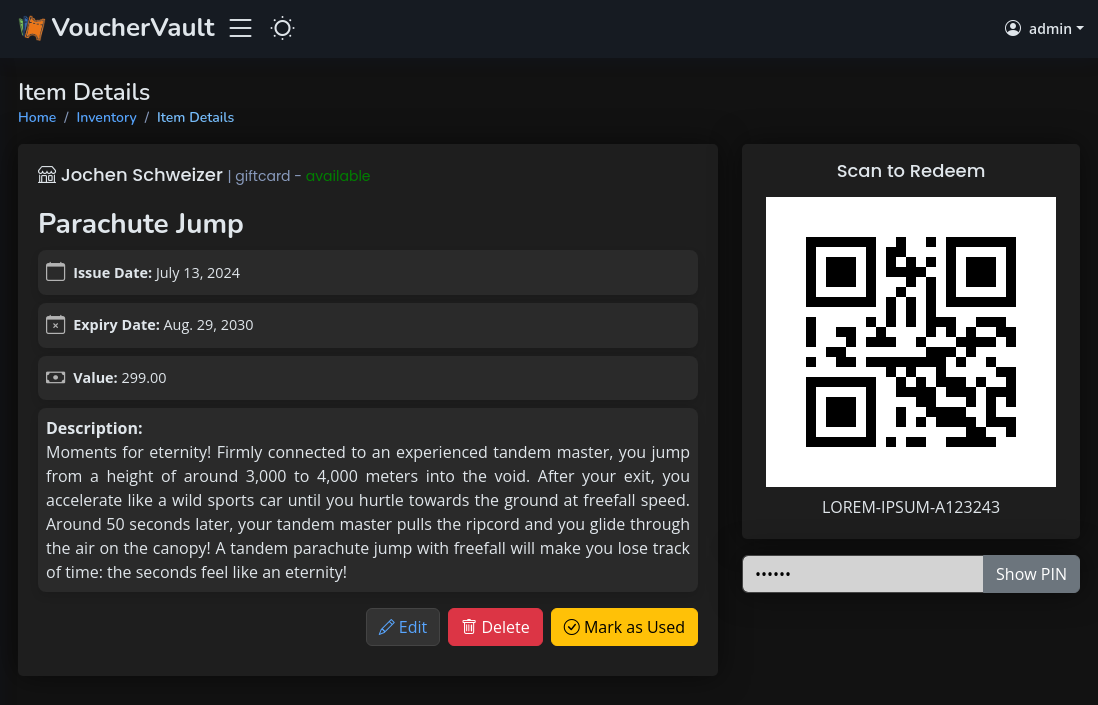 VoucherVault
admin
Item Details
Home / Inventory / Item Details
Jochen Schweizer | giftcard - available
Parachute Jump
Issue Date: July 13, 2024
Expiry Date: Aug. 29, 2030
Value: 299.00
Description:
Moments for eternity! Firmly connected to an experienced tandem master, you jump
from a height of around 3,000 to 4,000 meters into the void. After your exit, you
accelerate like a wild sports car until you hurtle towards the ground at freefall speed.
Around 50 seconds later, your tandem master pulls the ripcord and you glide through
the air on the canopy! A tandem parachute jump with freefall will make you lose track
of time: the seconds feel like an eternity!
Edit
Delete
Mark as Used
Scan to Redeem
LOREM-IPSUM-A123243
••••••
Show PIN